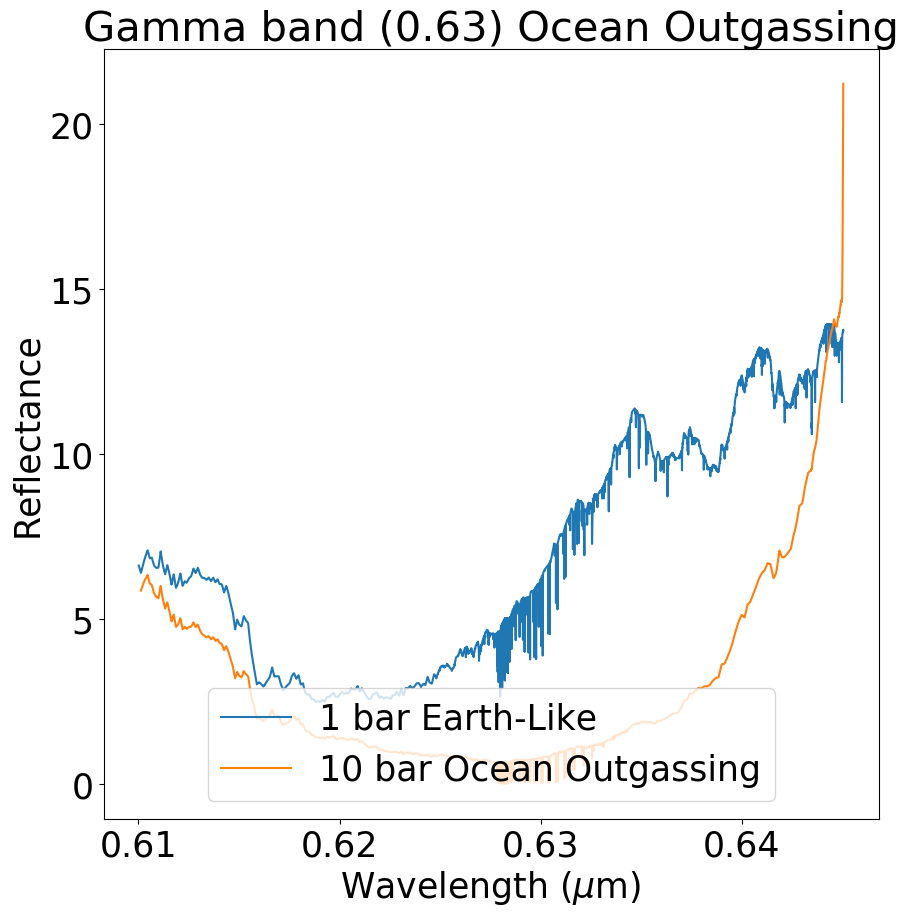 Gamma band (0.63) Ocean Outgassing
20
15
10
5
0
Reflectance
1 bar Earth-Like
10 bar Ocean Outgassing
0.61
0.62
0.63
0.64
Wavelength (μm)